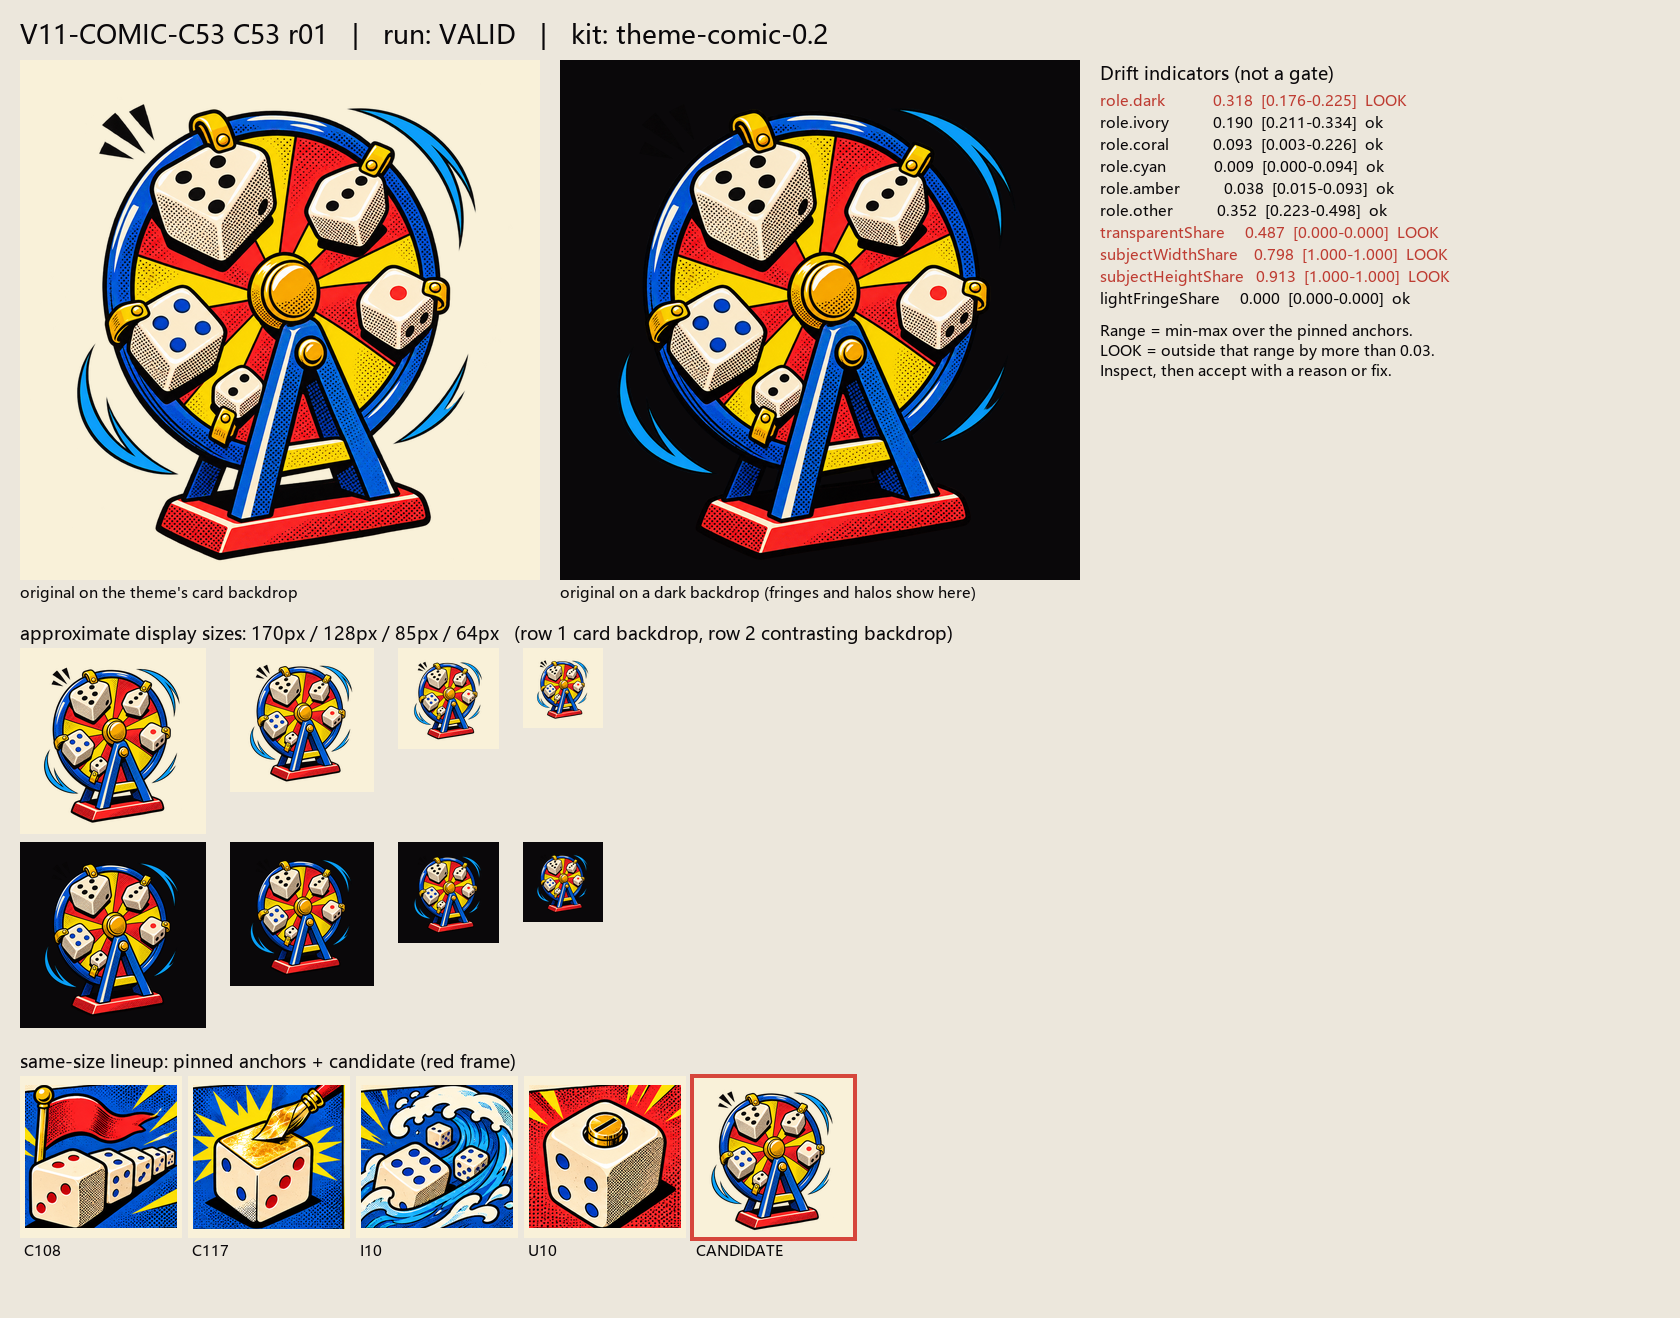 V11-COMIC-C53 C53 r01 | run: VALID | kit: theme-comic-0.2
Drift indicators (not a gate)
role.dark 0.318 [0.176-0.225] LOOK
role.ivory 0.190 [0.211-0.334] ok
role.coral 0.093 [0.003-0.226] ok
role.cyan 0.009 [0.000-0.094] ok
role.amber 0.038 [0.015-0.093] ok
role.other 0.352 [0.223-0.498] ok
transparentShare 0.487 [0.000-0.000] LOOK
subjectWidthShare 0.798 [1.000-1.000] LOOK
subjectHeightShare 0.913 [1.000-1.000] LOOK
lightFringeShare 0.000 [0.000-0.000] ok
Range = min-max over the pinned anchors.
LOOK = outside that range by more than 0.03.
Inspect, then accept with a reason or fix.
original on the theme's card backdrop
original on a dark backdrop (fringes and halos show here)
approximate display sizes: 170px / 128px / 85px / 64px (row 1 card backdrop, row 2 contrasting backdrop)
same-size lineup: pinned anchors + candidate (red frame)
C108
C117
I10
U10
CANDIDATE